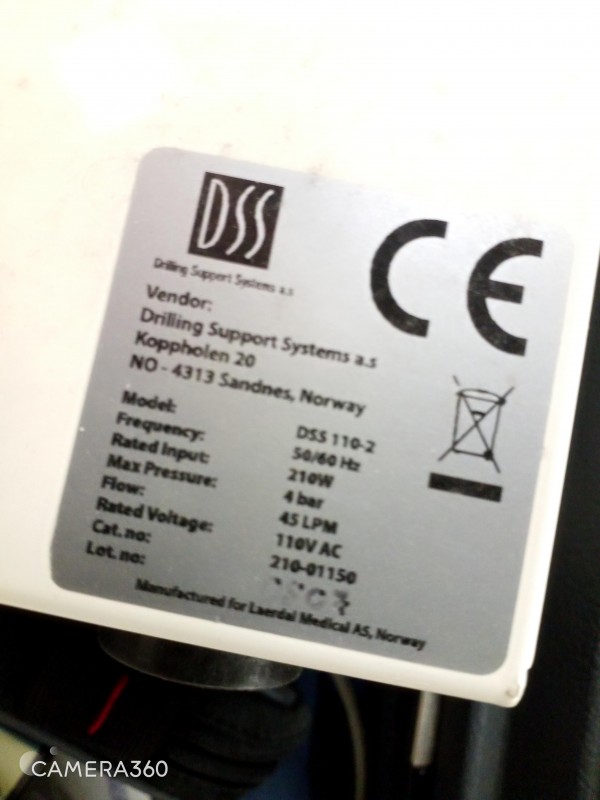 DSS
Drilling Support Systems a.s
CE
Vendor:
Drilling Support Systems a.s
Koppholen 20
NO - 4313 Sandnes, Norway
Model: DSS 110-2
Frequency: 50/60 Hz
Rated Input: 210W
Max Pressure: 4 bar
Flow: 45 LPM
Rated Voltage: 110V AC
Cat. no: 210-01150
Lot. no:
Manufactured for Laerdal Medical AS, Norway
CAMERA360